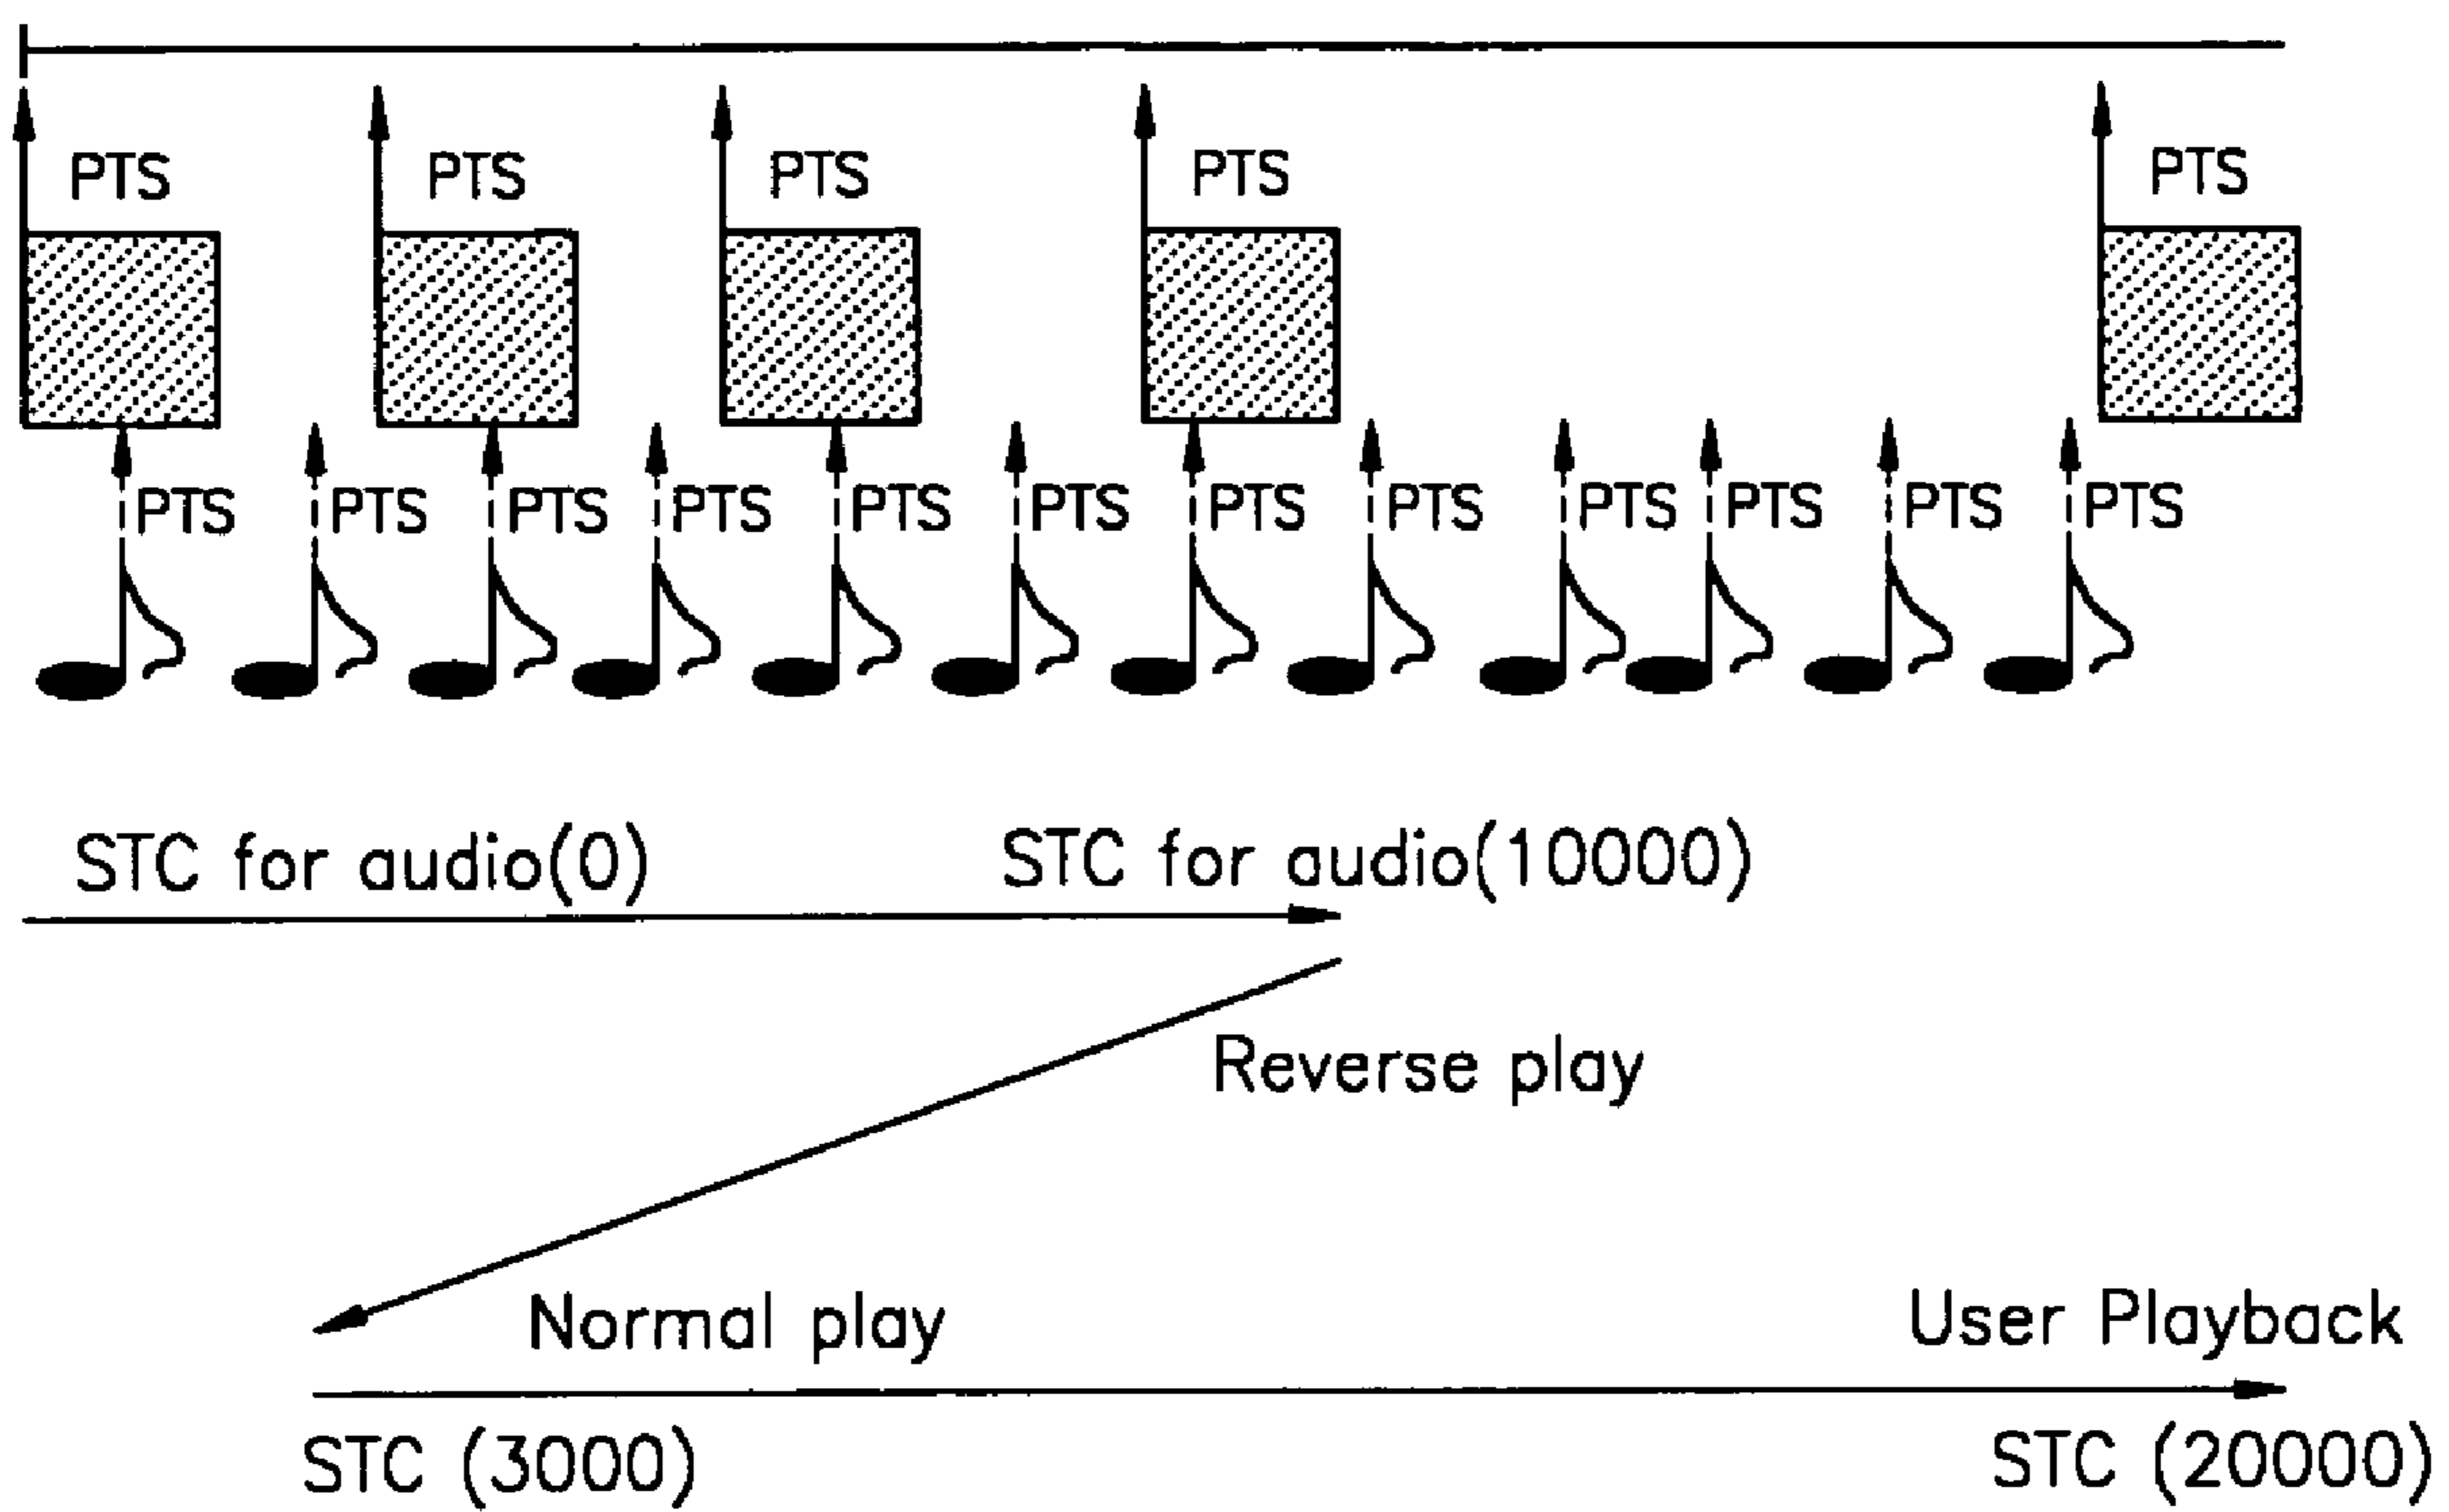 PTS PTS PTS PTS PTS
PTS PTS PTS PTS PTS PTS PTS PTS PTS PTS PTS PTS
STC for audio(0) STC for audio(10000)
Reverse play
Normal play User Playback
STC (3000) STC (20000)